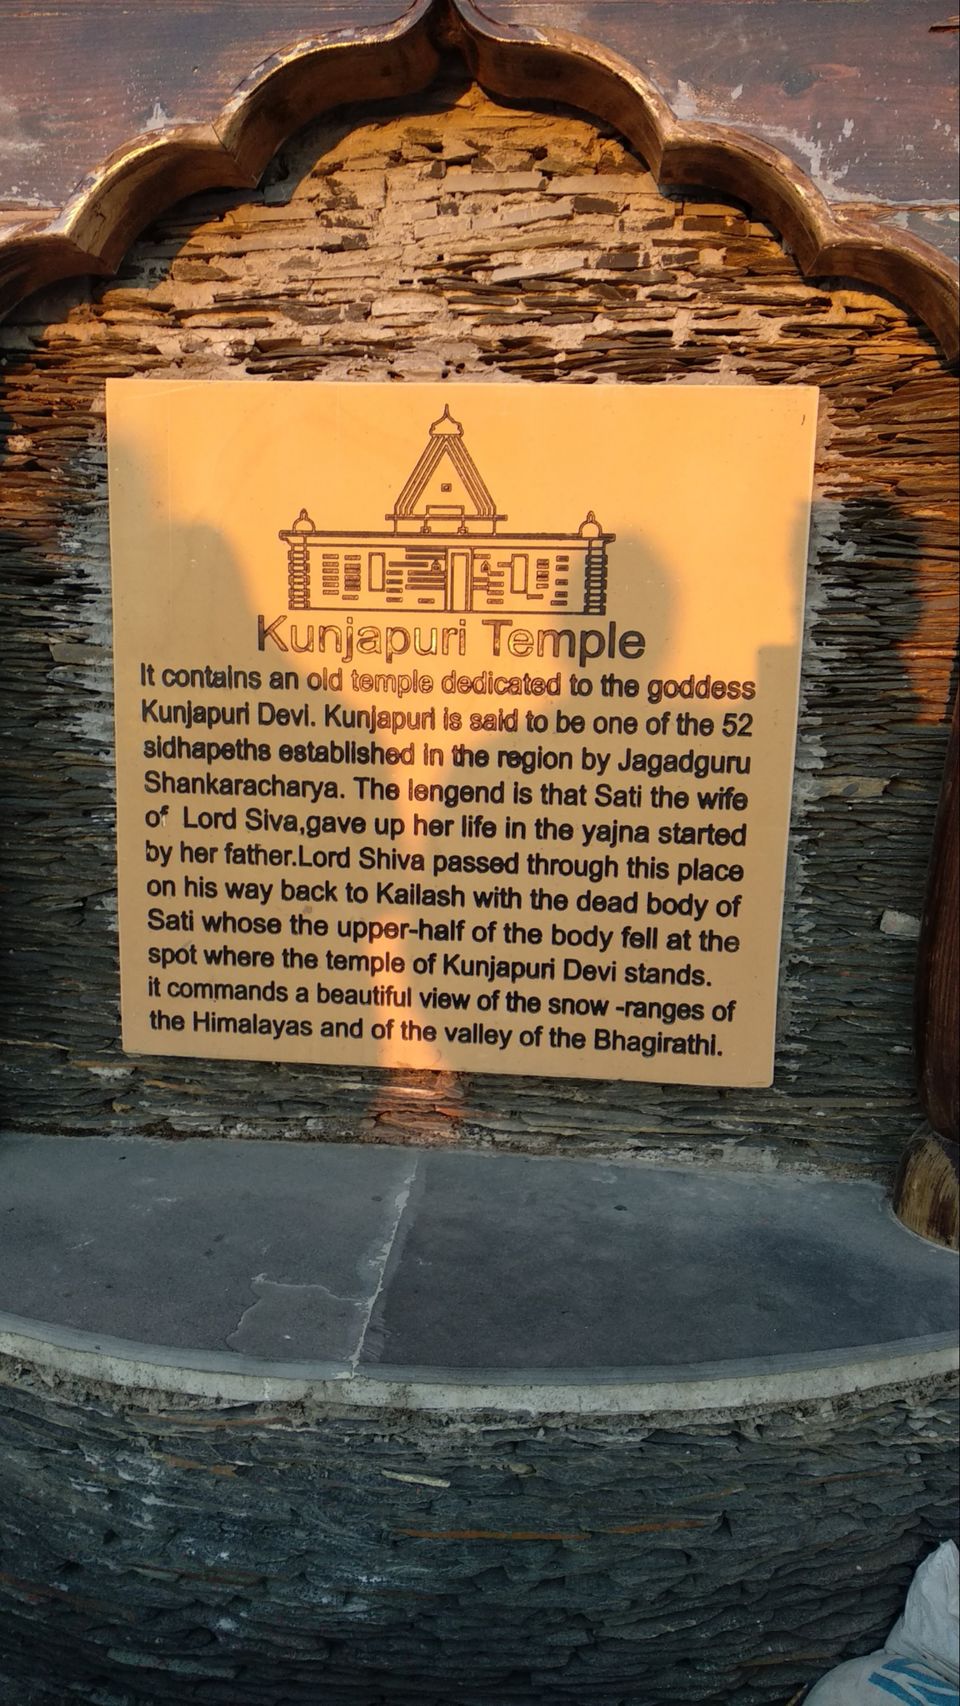 Kunjapuri Temple
It contains an old temple dedicated to the goddess
Kunjapuri Devi. Kunjapuri is said to be one of the 52
sidhapeths established in the region by Jagadguru
Shankaracharya. The lengend is that Sati the wife
of Lord Siva,gave up her life in the yajna started
by her father.Lord Shiva passed through this place
on his way back to Kailash with the dead body of
Sati whose the upper-half of the body fell at the
spot where the temple of Kunjapuri Devi stands.
it commands a beautiful view of the snow -ranges of
the Himalayas and of the valley of the Bhagirathi.